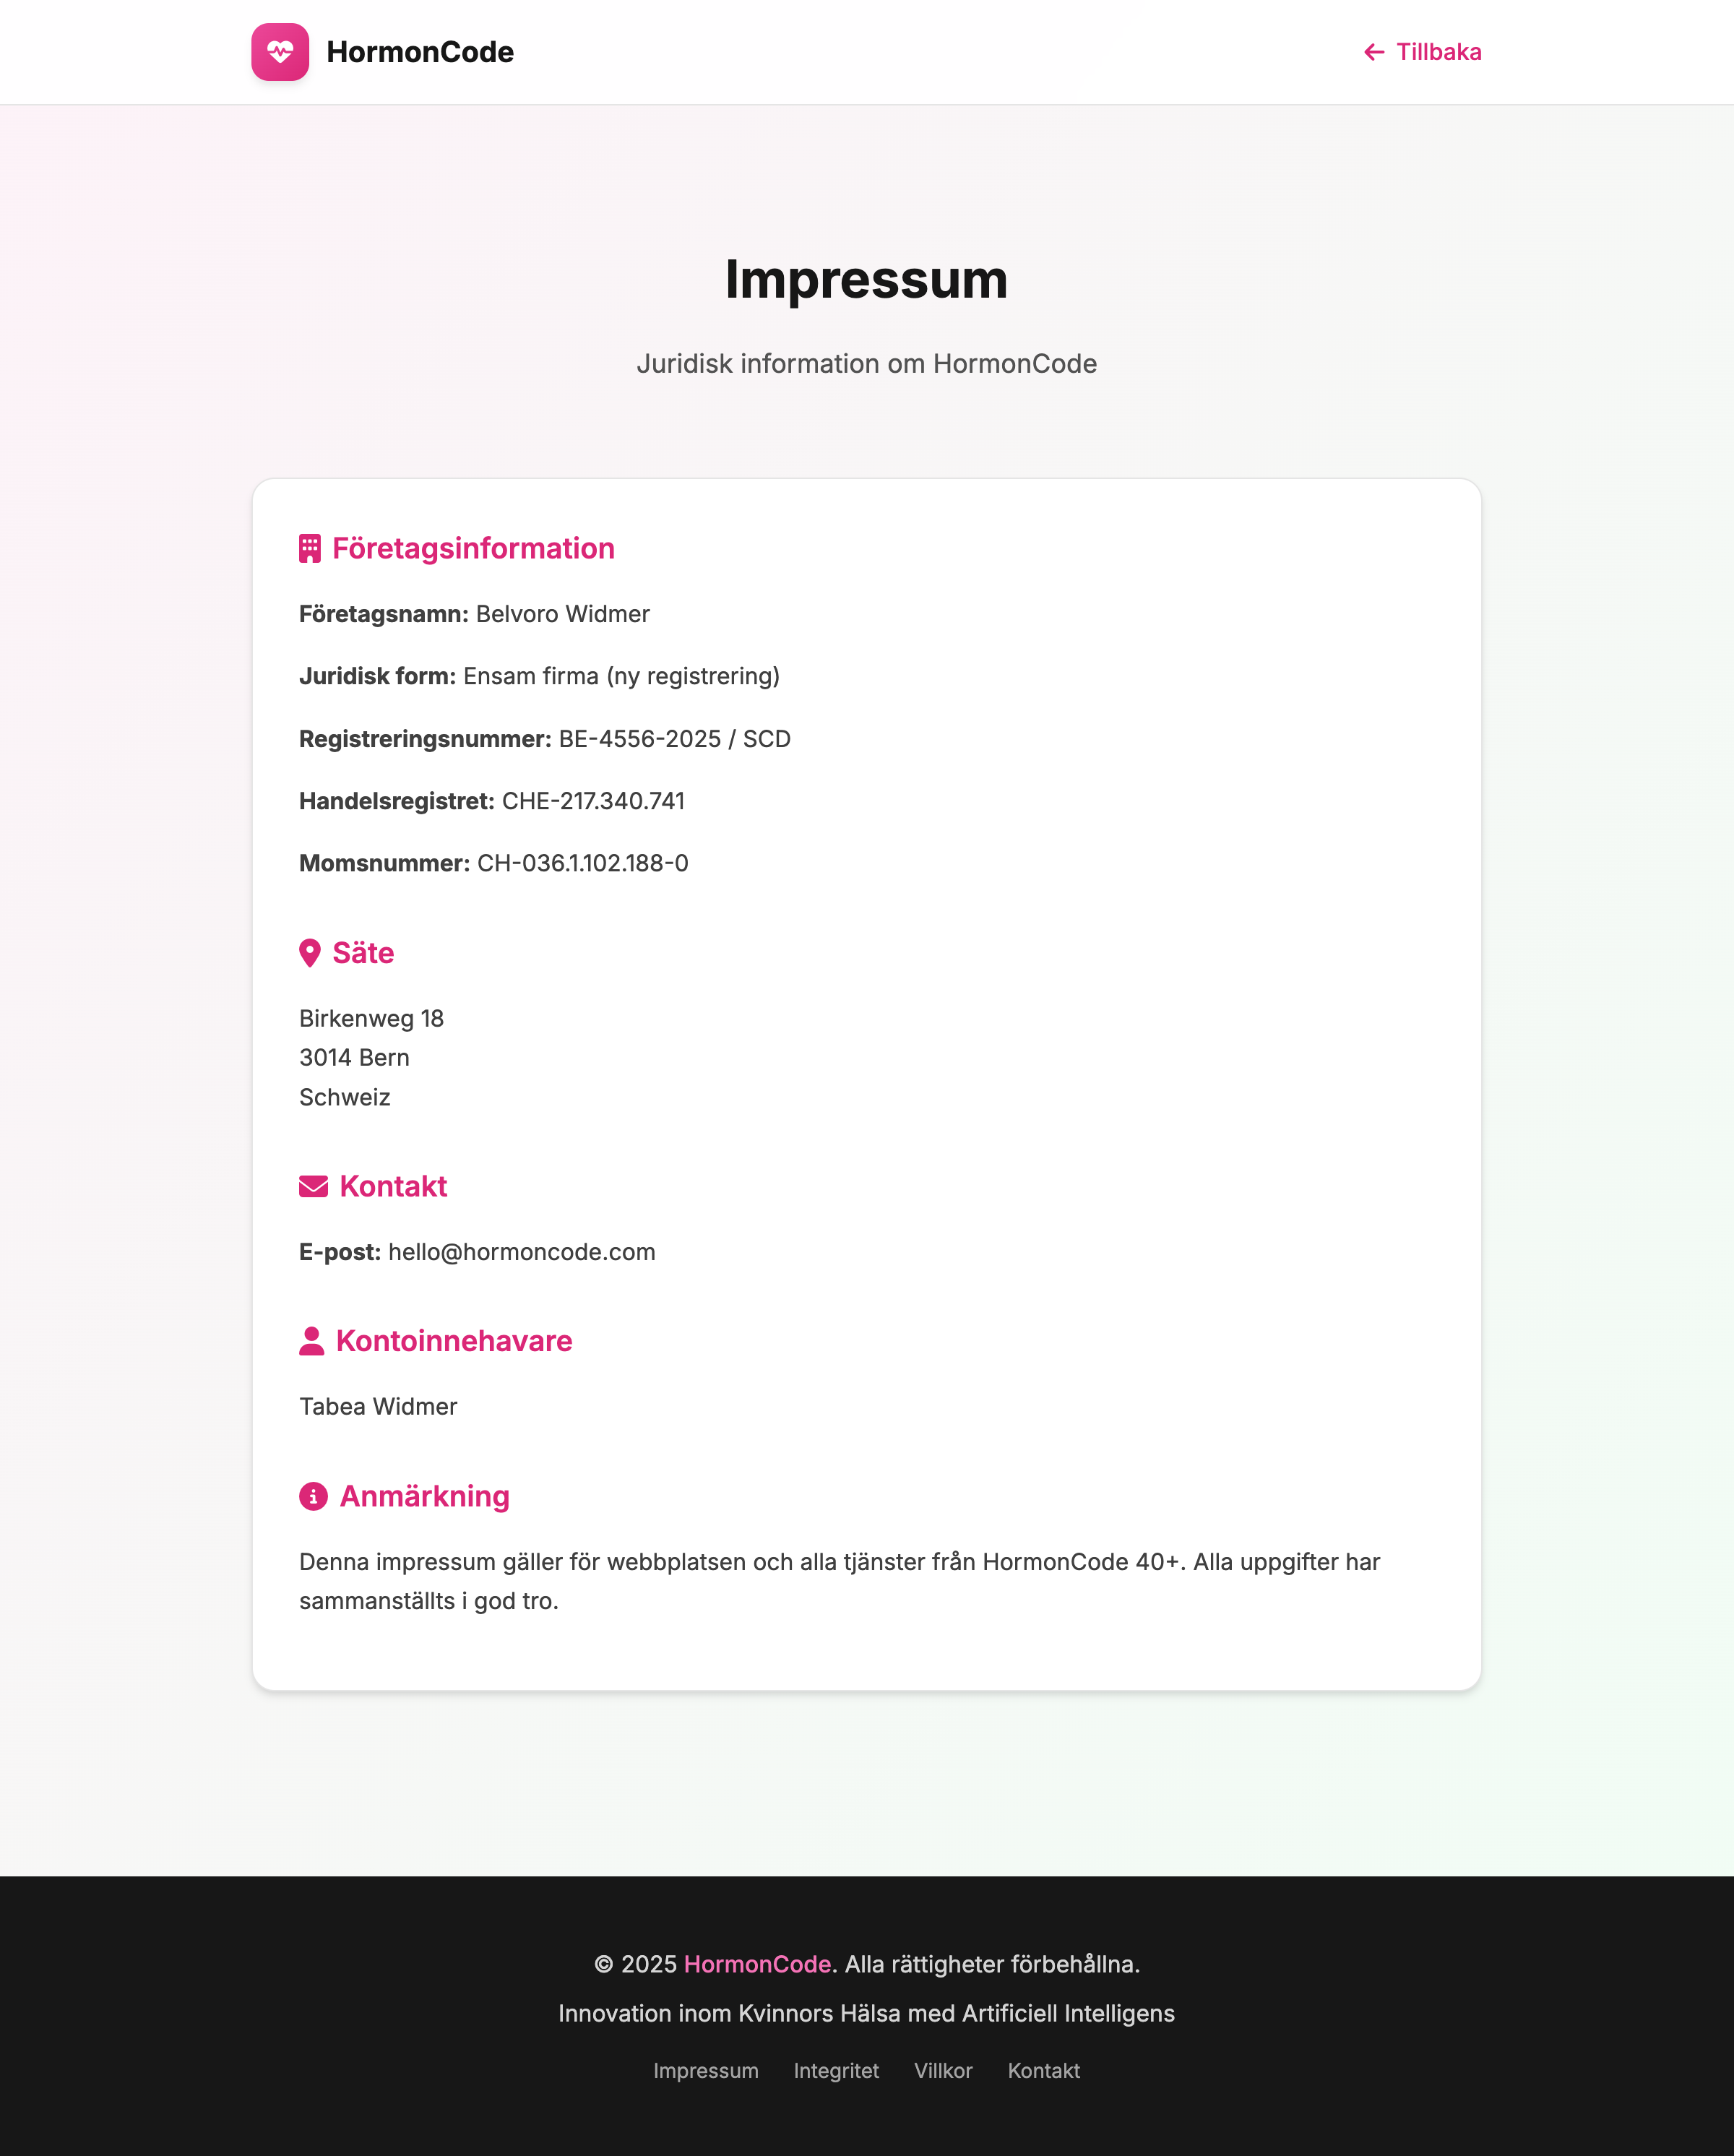 HormonCode
Tillbaka
Impressum
Juridisk information om HormonCode
Företagsinformation
Företagsnamn: Belvoro Widmer
Juridisk form: Ensam firma (ny registrering)
Registreringsnummer: BE-4556-2025 / SCD
Handelsregistret: CHE-217.340.741
Momsnummer: CH-036.1.102.188-0
Säte
Birkenweg 18
3014 Bern
Schweiz
Kontakt
E-post: hello@hormoncode.com
Kontoinnehavare
Tabea Widmer
Anmärkning
Denna impressum gäller för webbplatsen och alla tjänster från HormonCode 40+. Alla uppgifter har
sammanställts i god tro.
© 2025 HormonCode. Alla rättigheter förbehållna.
Innovation inom Kvinnors Hälsa med Artificiell Intelligens
Impressum Integritet Villkor Kontakt